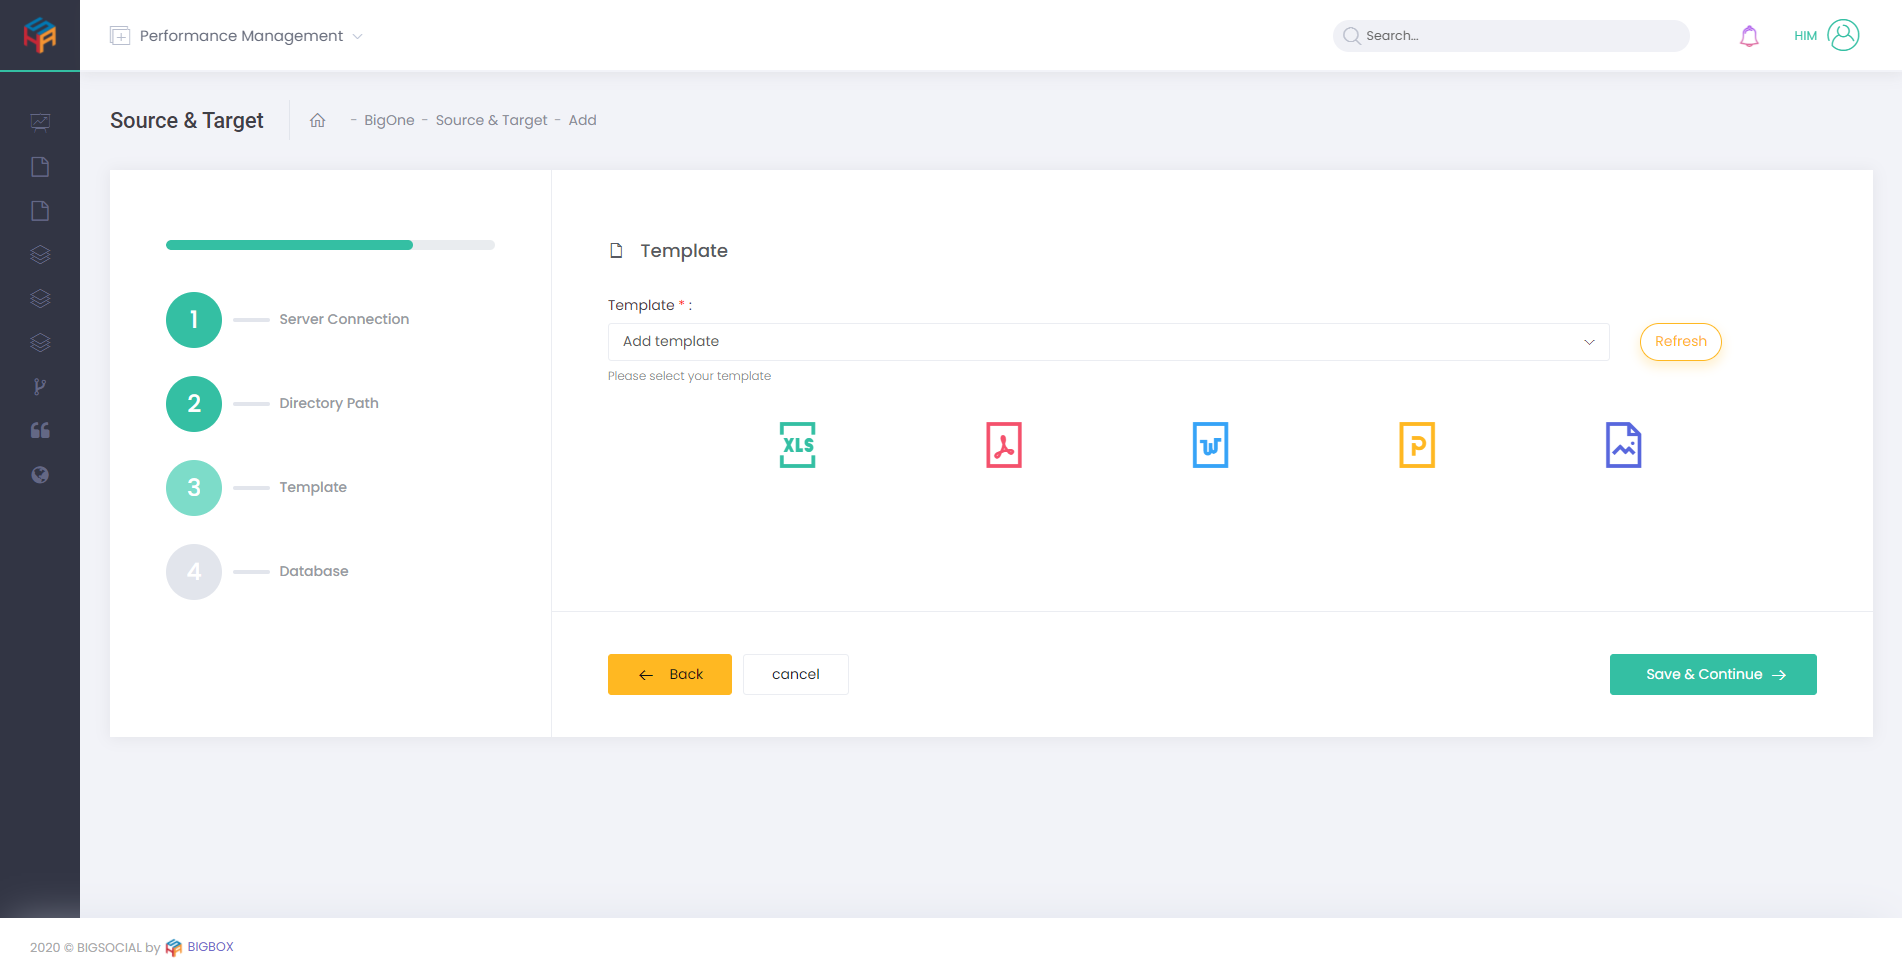 Performance Management
Search...
HIM
Source & Target
- BigOne - Source & Target - Add
1 Server Connection
2 Directory Path
3 Template
4 Database
Template
Template * :
Add template
Refresh
Please select your template
XLS
W
P
Back
cancel
Save & Continue
2020 © BIGSOCIAL by BIGBOX